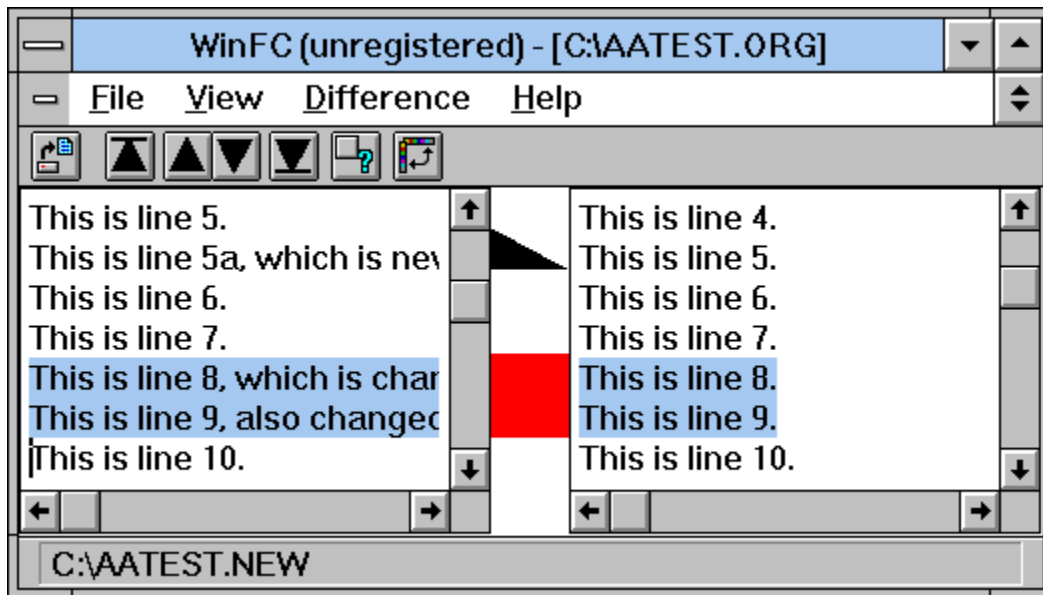 WinFC (unregistered) - [C:\AATEST.ORG]
File View Difference Help
This is line 5.
This is line 5a, which is new
This is line 6.
This is line 7.
This is line 8, which is char
This is line 9, also changed
This is line 10.
This is line 4.
This is line 5.
This is line 6.
This is line 7.
This is line 8.
This is line 9.
This is line 10.
C:\AATEST.NEW